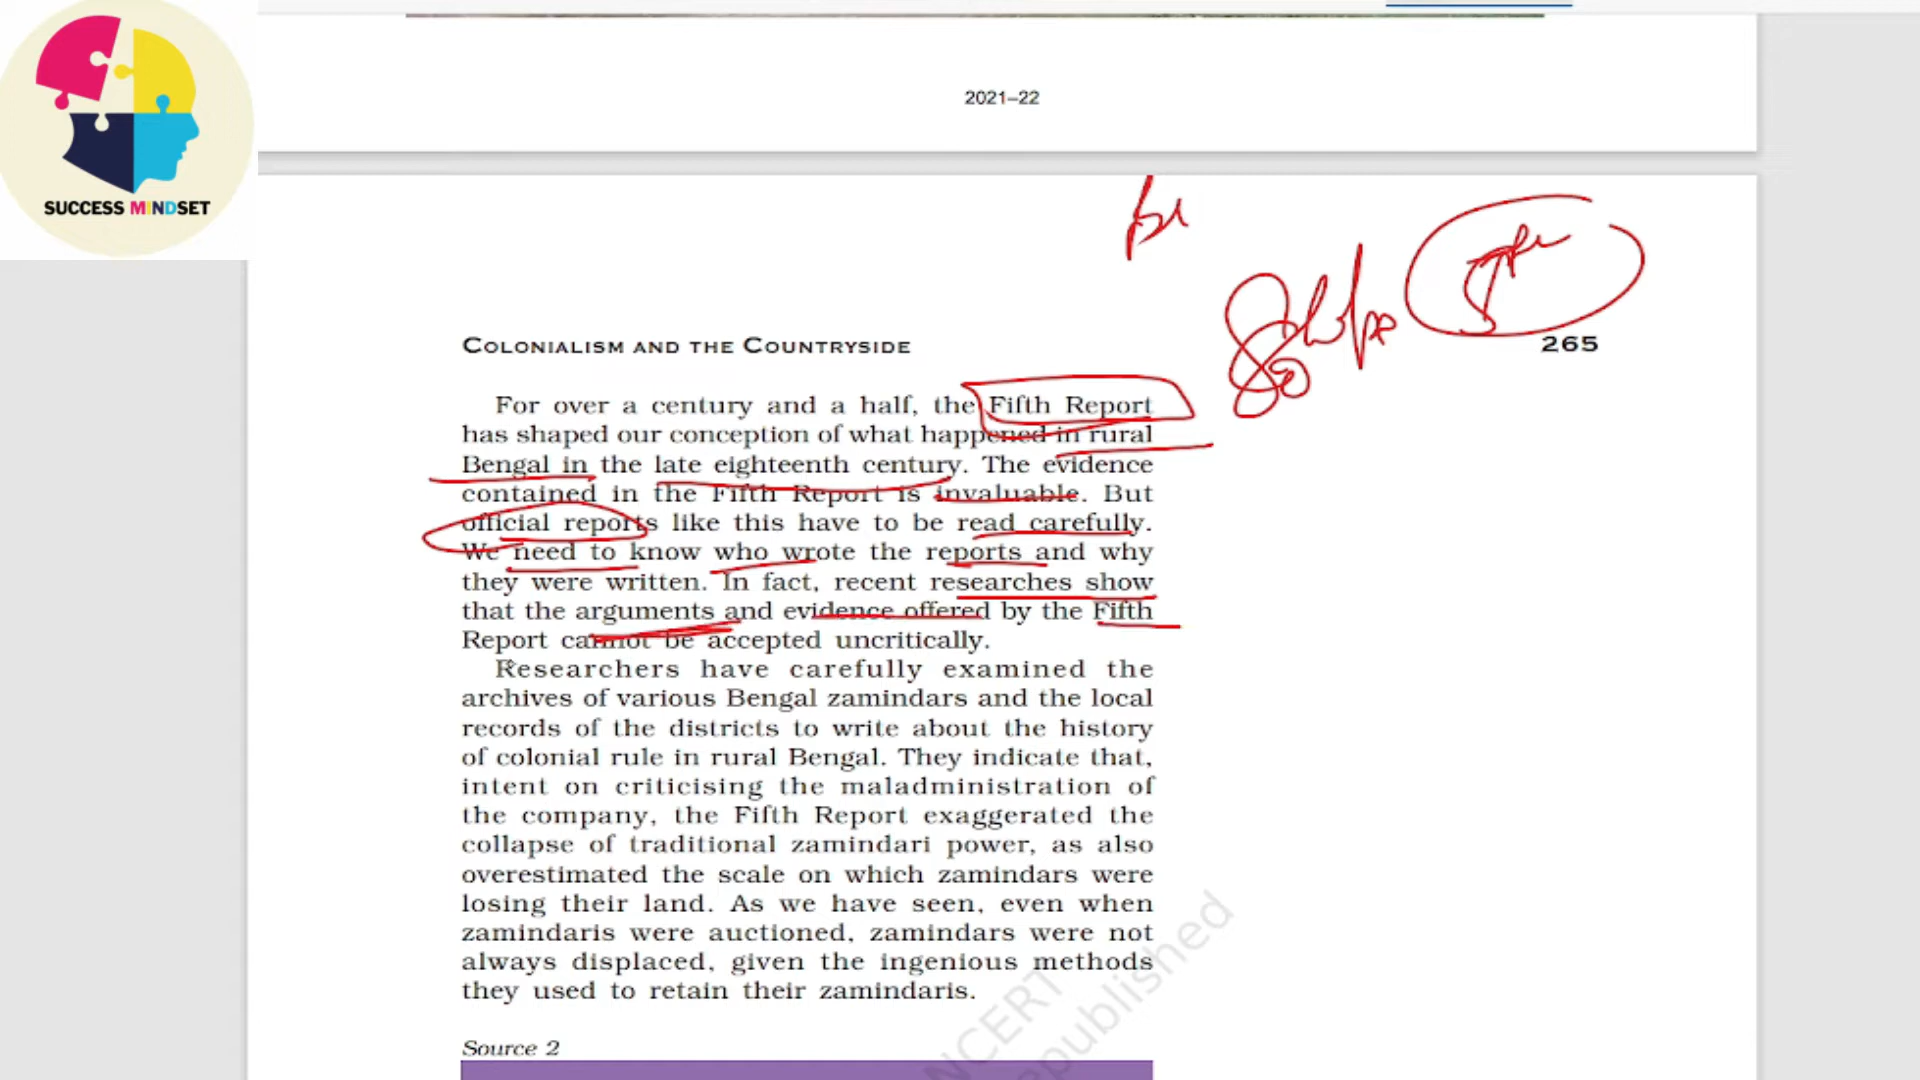 SUCCESS MINDSET
2021–22
COLONIALISM AND THE COUNTRYSIDE
265
For over a century and a half, the Fifth Report
has shaped our conception of what happened in rural
Bengal in the late eighteenth century. The evidence
contained in the Fifth Report is invaluable. But
official reports like this have to be read carefully.
We need to know who wrote the reports and why
they were written. In fact, recent researches show
that the arguments and evidence offered by the Fifth
Report cannot be accepted uncritically.
Researchers have carefully examined the
archives of various Bengal zamindars and the local
records of the districts to write about the history
of colonial rule in rural Bengal. They indicate that,
intent on criticising the maladministration of
the company, the Fifth Report exaggerated the
collapse of traditional zamindari power, as also
overestimated the scale on which zamindars were
losing their land. As we have seen, even when
zamindaris were auctioned, zamindars were not
always displaced, given the ingenious methods
they used to retain their zamindaris.
NCERT
republished
Source 2